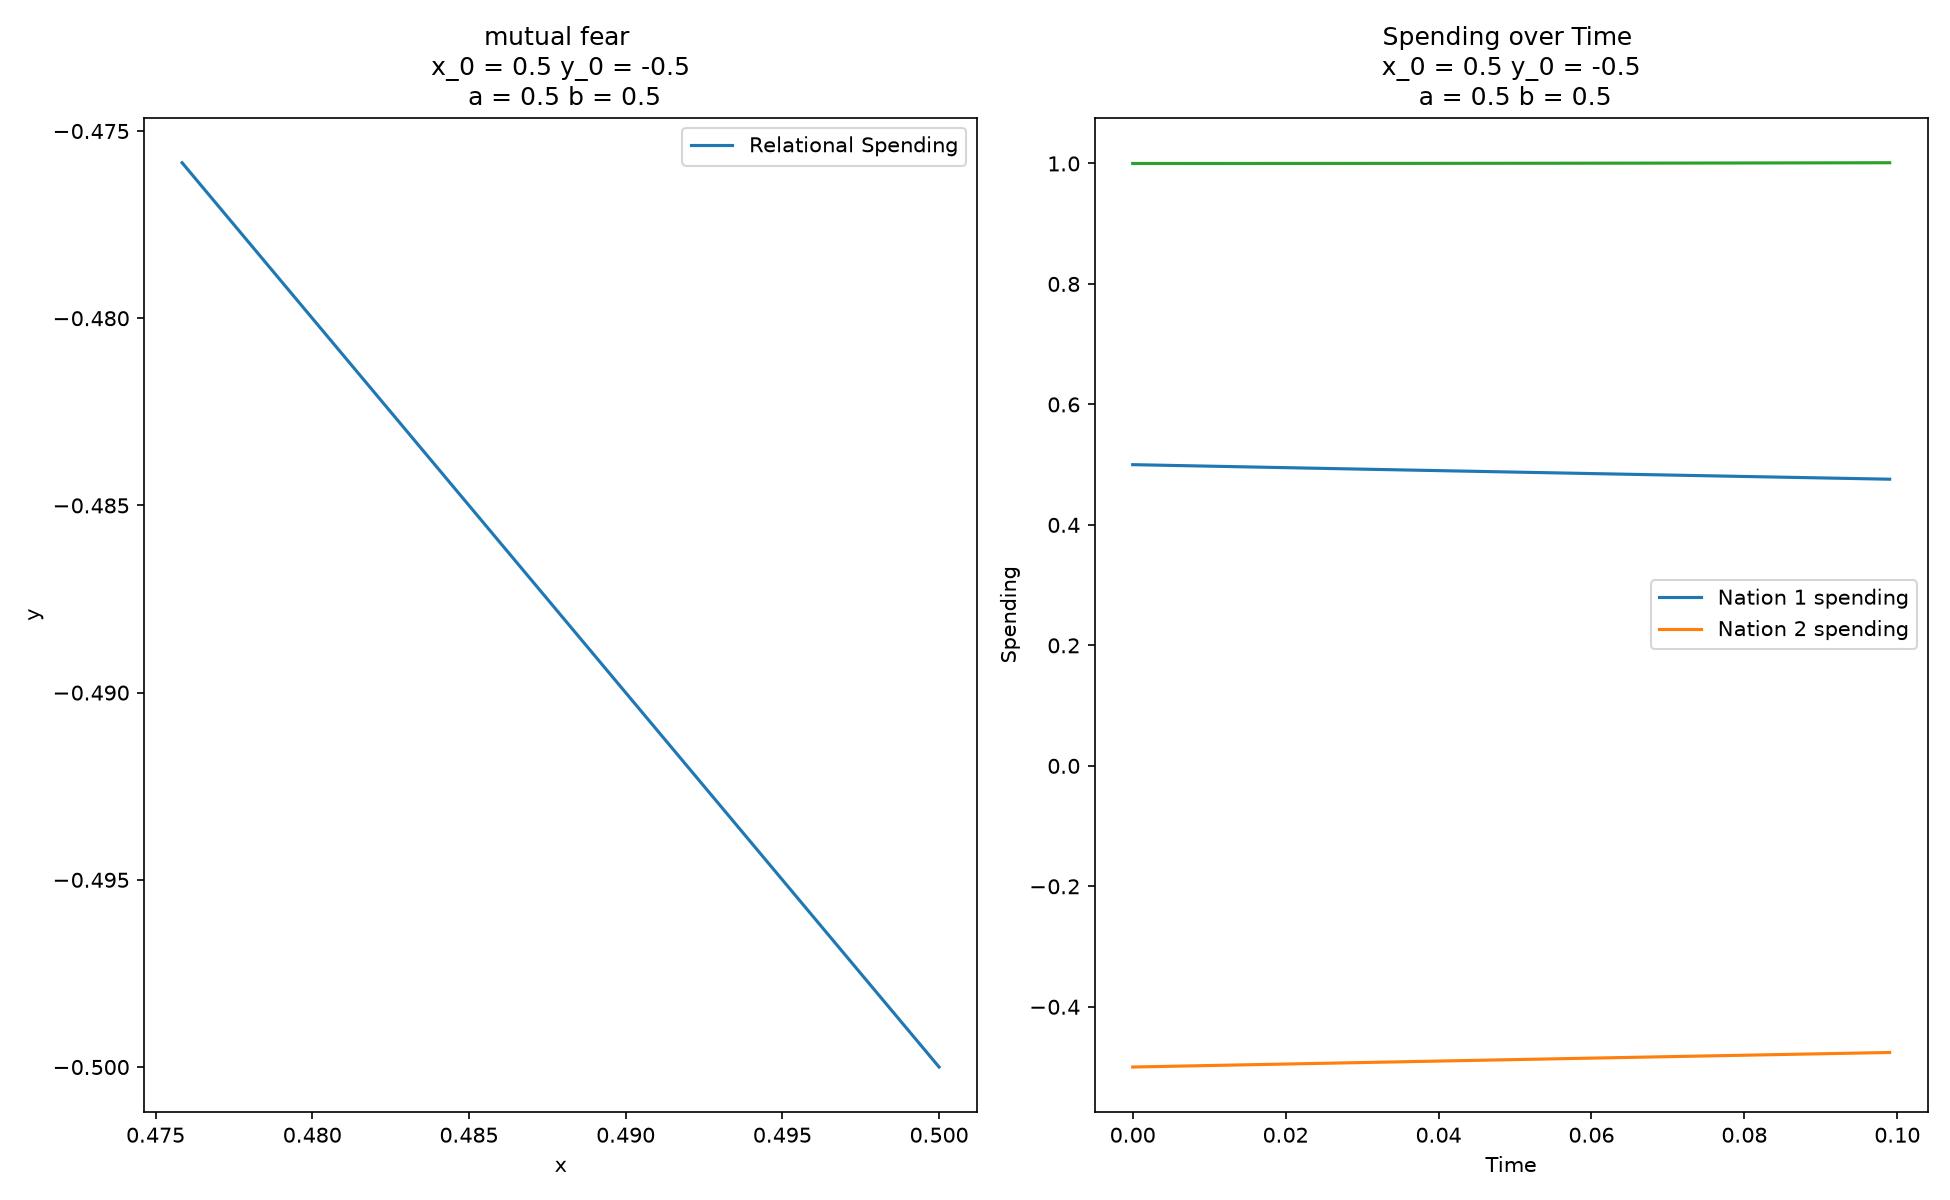 mutual fear
x_0 = 0.5 y_0 = -0.5
a = 0.5 b = 0.5
−0.475
−0.480
−0.485
−0.490
−0.495
−0.500
y
Relational Spending
0.475 0.480 0.485 0.490 0.495 0.500
x
Spending over Time
x_0 = 0.5 y_0 = -0.5
a = 0.5 b = 0.5
1.0
0.8
0.6
0.4
0.2
0.0
−0.2
−0.4
Spending
Nation 1 spending
Nation 2 spending
0.00 0.02 0.04 0.06 0.08 0.10
Time